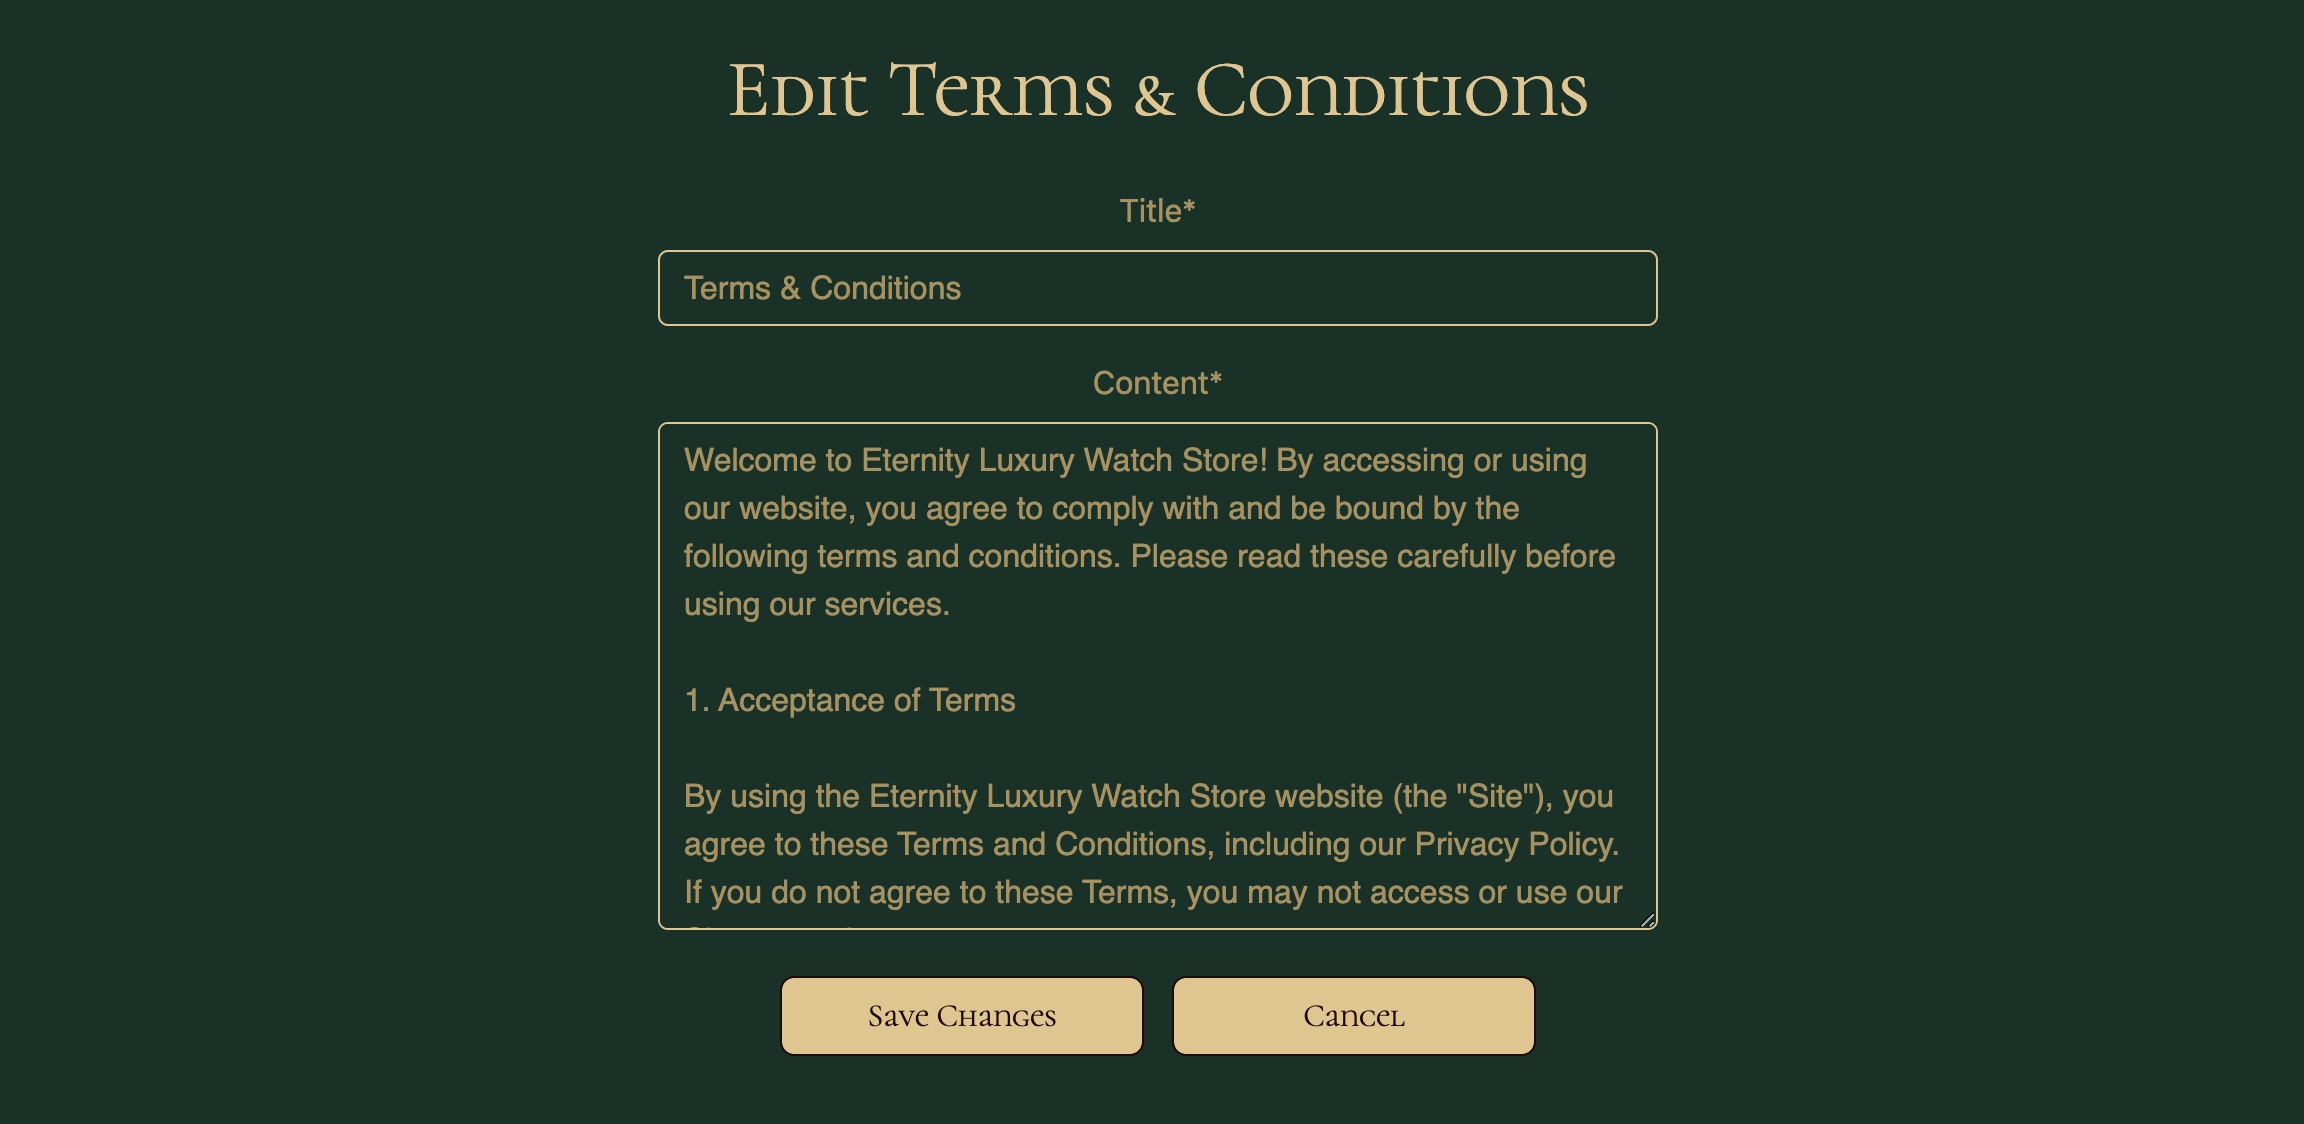 Edit Terms & Conditions
Title*
Terms & Conditions
Content*
Welcome to Eternity Luxury Watch Store! By accessing or using
our website, you agree to comply with and be bound by the
following terms and conditions. Please read these carefully before
using our services.
1. Acceptance of Terms
By using the Eternity Luxury Watch Store website (the "Site"), you
agree to these Terms and Conditions, including our Privacy Policy.
If you do not agree to these Terms, you may not access or use our
Save Changes
Cancel